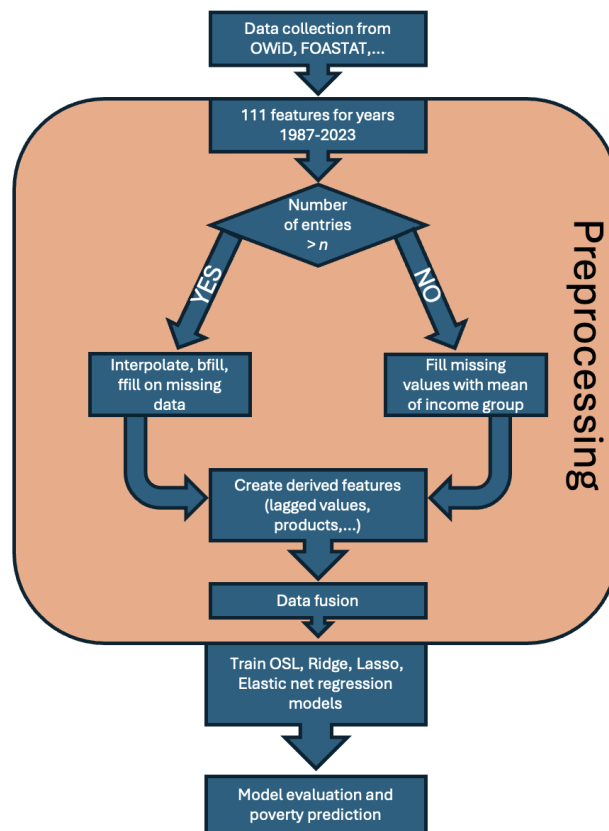 Data collection from
OWiD, FOASTAT,...
111 features for years
1987-2023
Number
of entries
> n
YES
NO
Interpolate, bfill,
ffill on missing
data
Fill missing
values with mean
of income group
Create derived features
(lagged values,
products,...)
Data fusion
Preprocessing
Train OSL, Ridge, Lasso,
Elastic net regression
models
Model evaluation and
poverty prediction